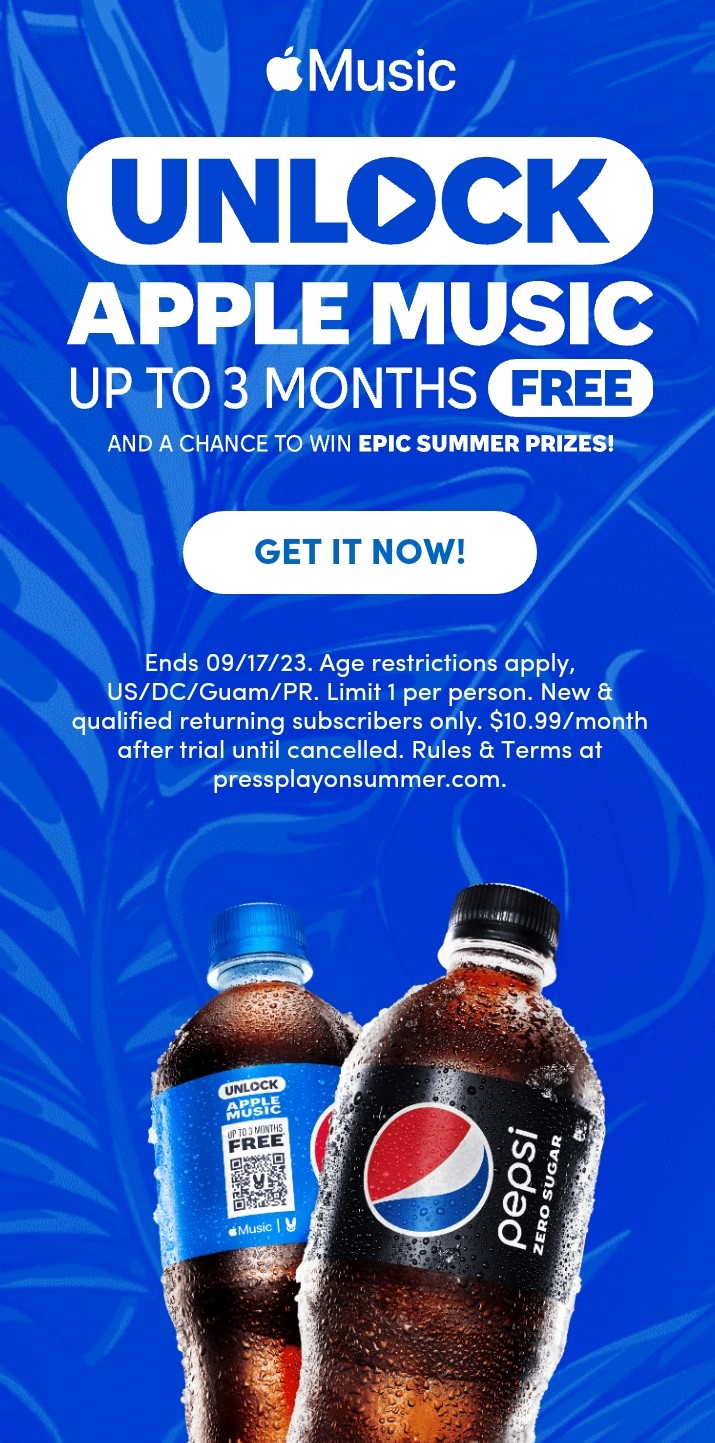 Music
UNLOCK
APPLE MUSIC
UP TO 3 MONTHS FREE
AND A CHANCE TO WIN EPIC SUMMER PRIZES!
GET IT NOW!
Ends 09/17/23. Age restrictions apply,
US/DC/Guam/PR. Limit 1 per person. New &
qualified returning subscribers only. $10.99/month
after trial until cancelled. Rules & Terms at
pressplayonsummer.com.
UNLOCK
APPLE
MUSIC
UP TO 3 MONTHS
FREE
Music
pepsi
ZERO SUGAR